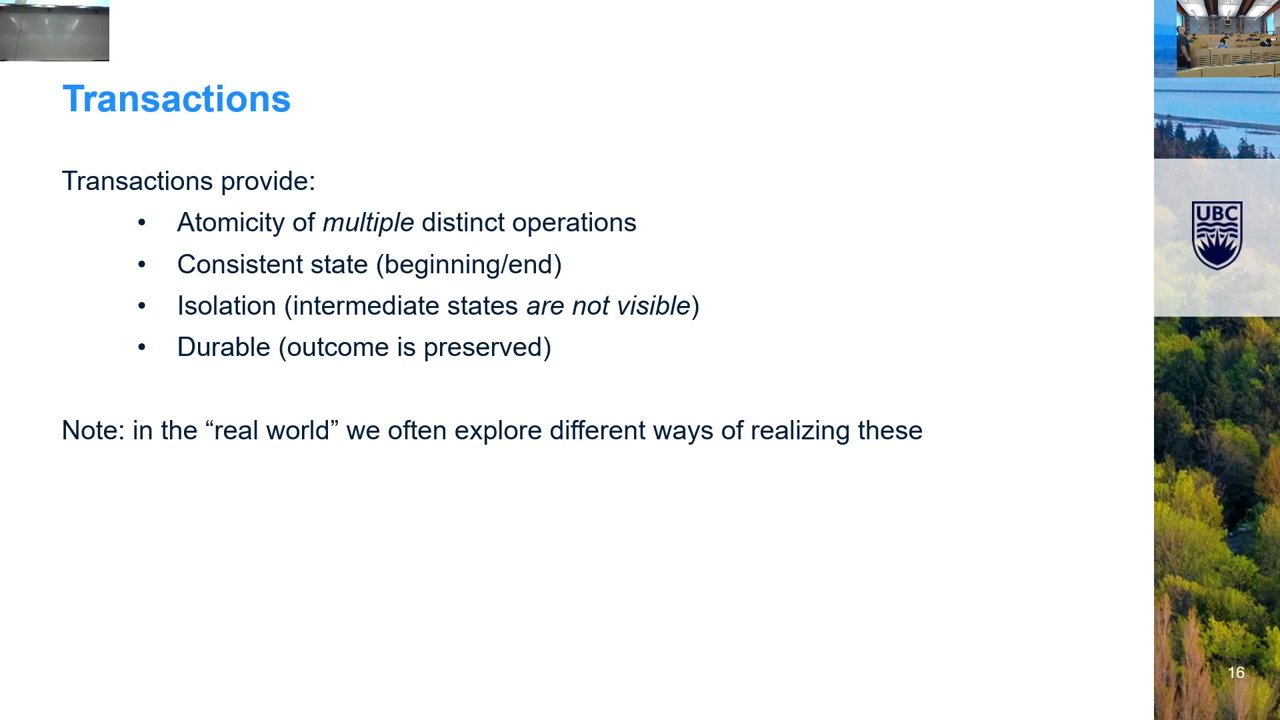 Transactions
Transactions provide:
• Atomicity of multiple distinct operations
• Consistent state (beginning/end)
• Isolation (intermediate states are not visible)
• Durable (outcome is preserved)
Note: in the “real world” we often explore different ways of realizing these
UBC
16